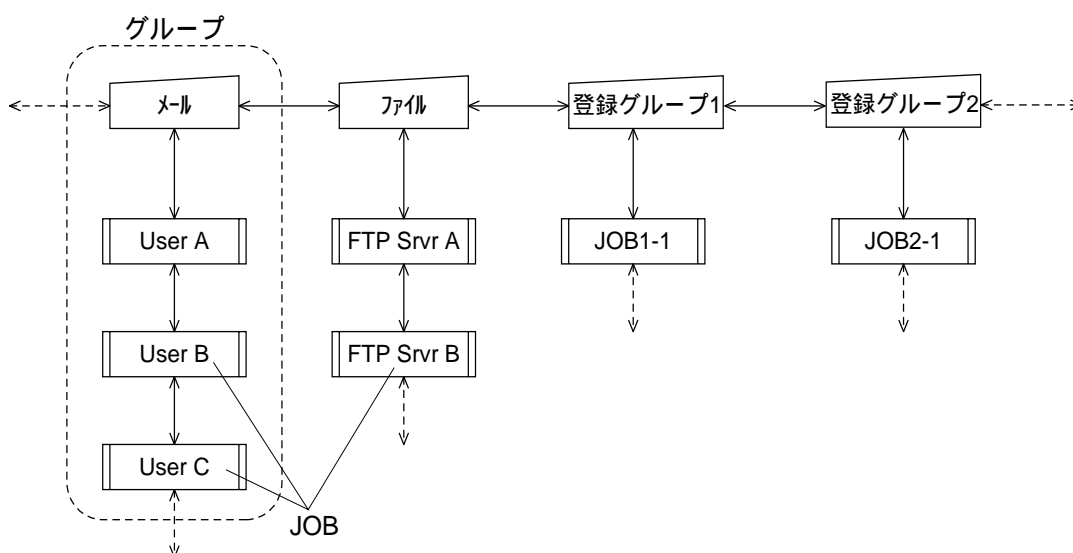 グループ
メール
ファイル
登録グループ1
登録グループ2
User A
FTP Srvr A
JOB1-1
JOB2-1
User B
FTP Srvr B
User C
JOB